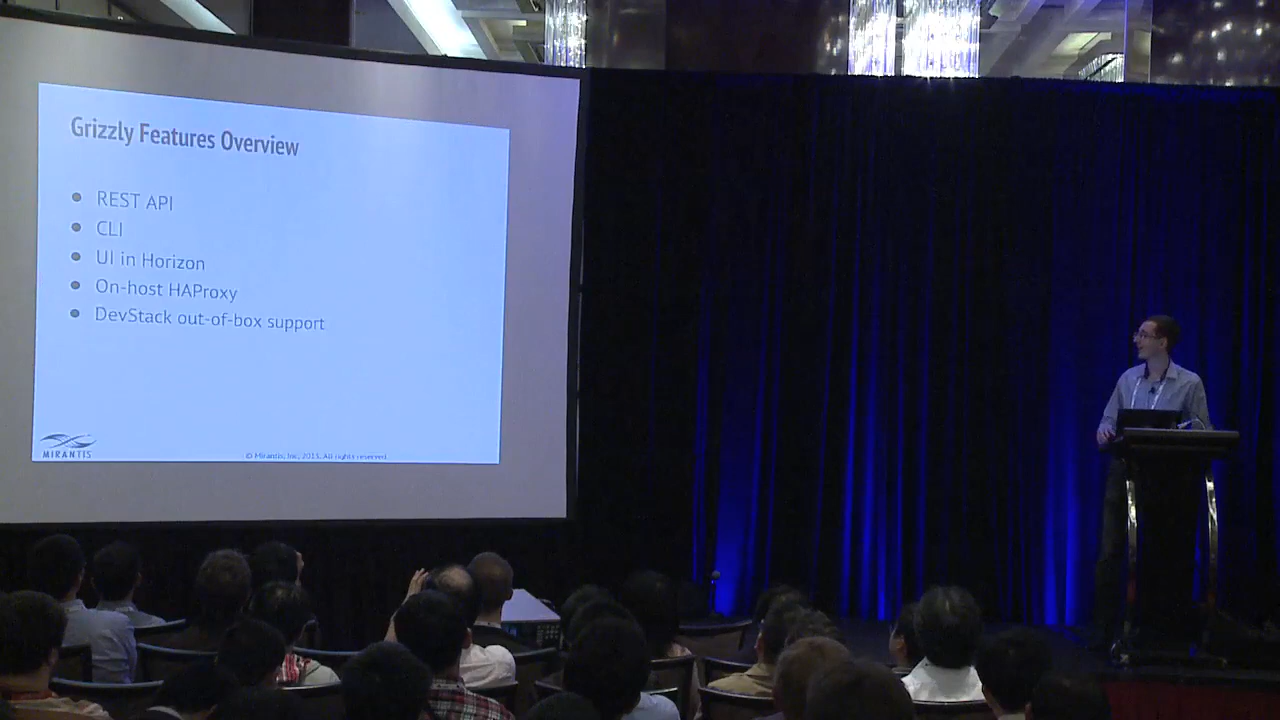 Grizzly Features Overview
REST API
CLI
UI in Horizon
On-host HAProxy
DevStack out-of-box support
MIRANTIS
© Mirantis, Inc, 2013. All rights reserved.